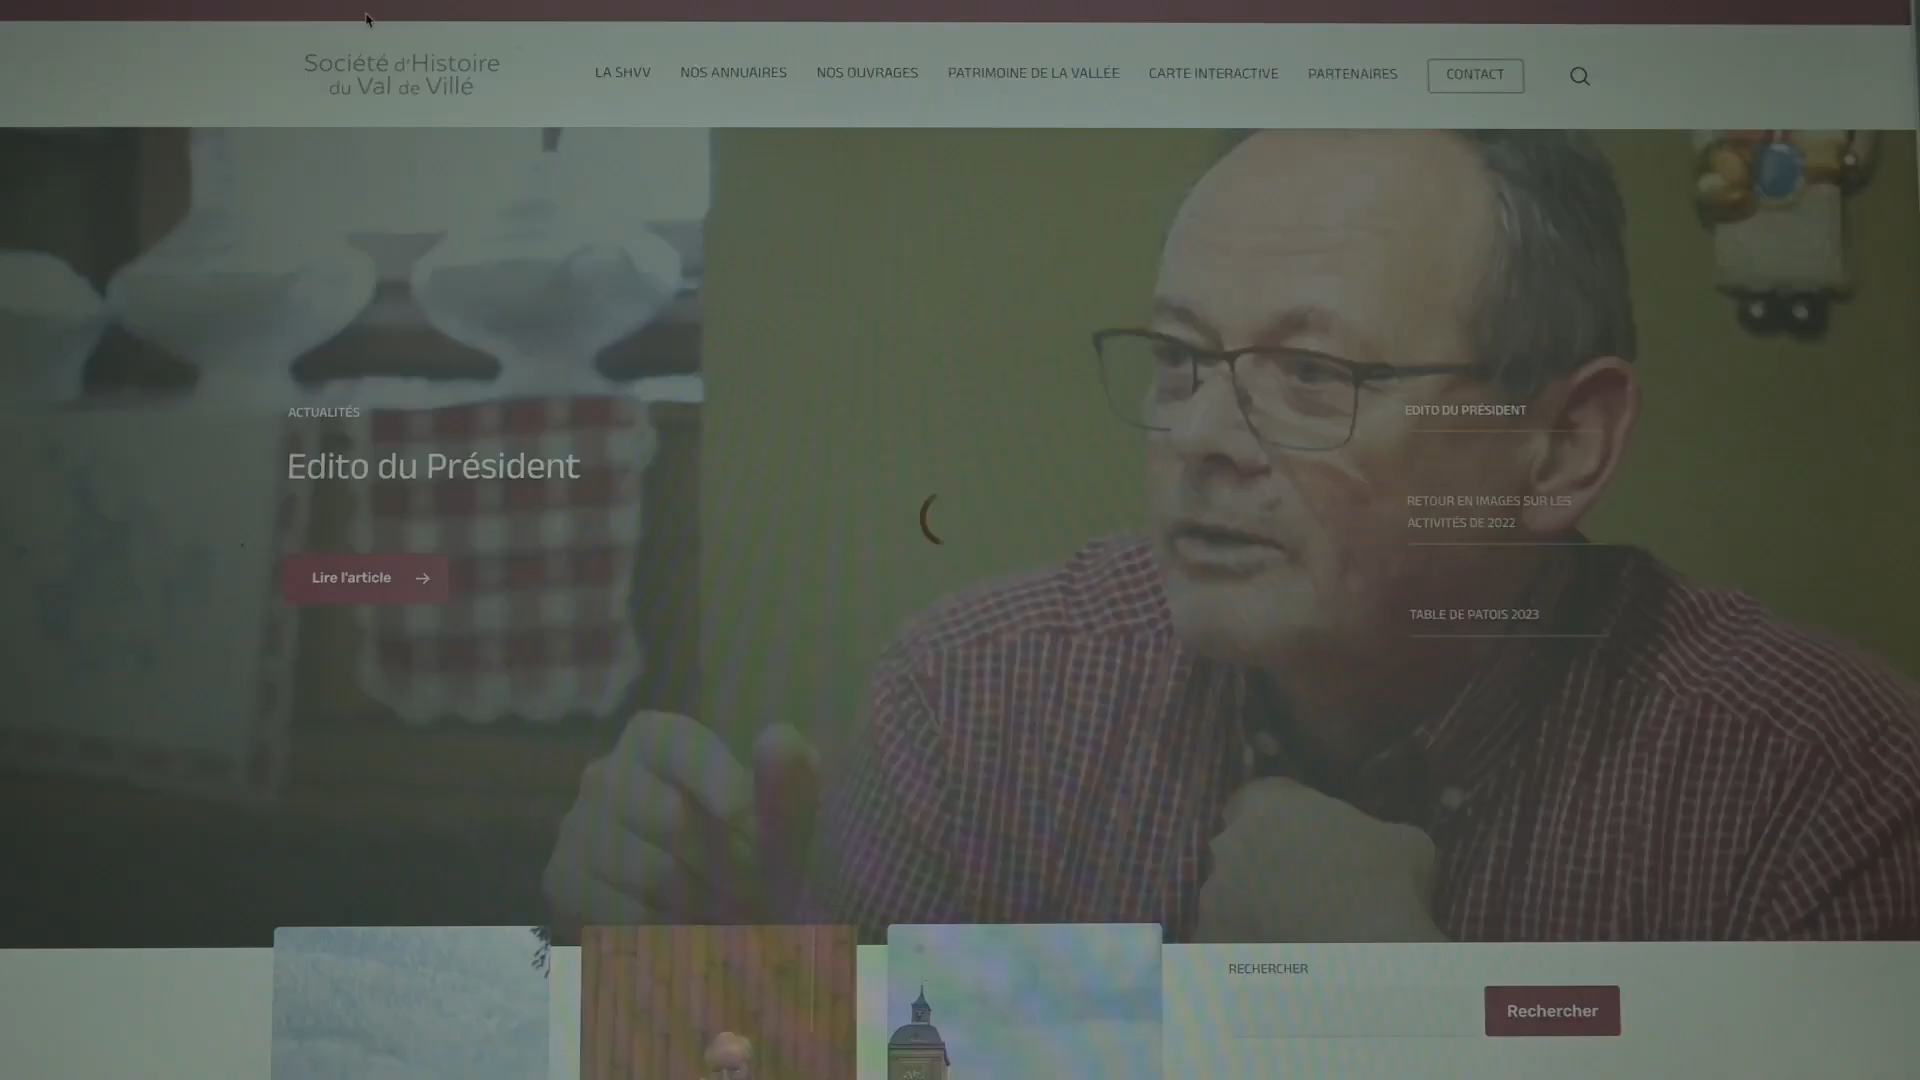 Société d'Histoire
du Val de Villé
LA SHVV
NOS ANNUAIRES
NOS OUVRAGES
PATRIMOINE DE LA VALLÉE
CARTE INTERACTIVE
PARTENAIRES
CONTACT
ACTUALITÉS
Edito du Président
Lire l'article
EDITO DU PRÉSIDENT
RETOUR EN IMAGES SUR LES
ACTIVITÉS DE 2022
TABLE DE PATOIS 2023
RECHERCHER
Rechercher